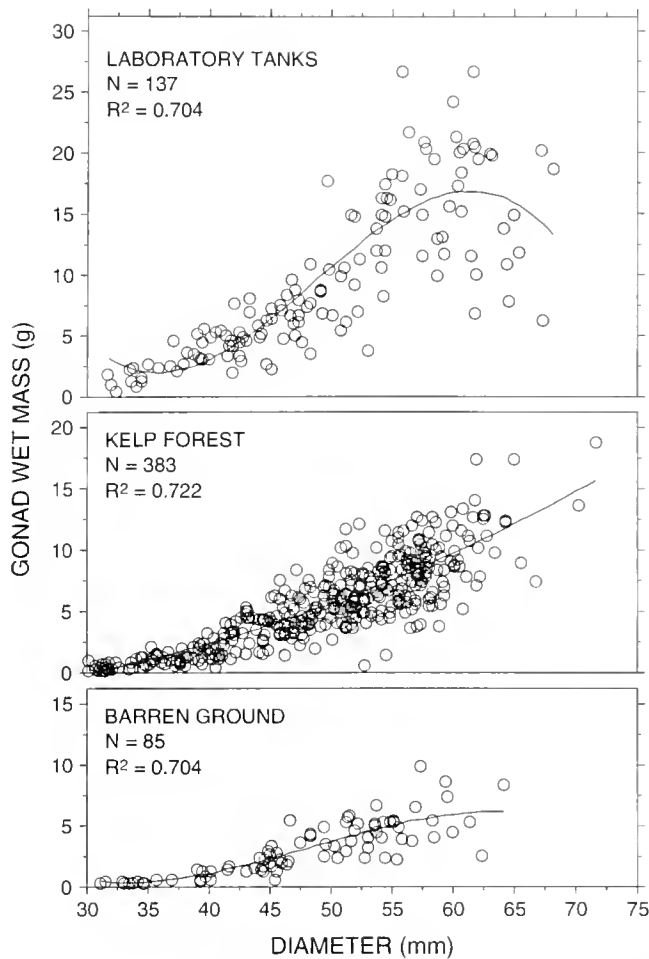 30
LABORATORY TANKS
25
N = 137
R² = 0.704
20
15
10
5
0
20
KELP FOREST
N = 383
15
R² = 0.722
10
5
0
15
BARREN GROUND
N = 85
10
R² = 0.704
5
0
30 35 40 45 50 55 60 65 70 75
GONAD WET MASS (g)
DIAMETER (mm)